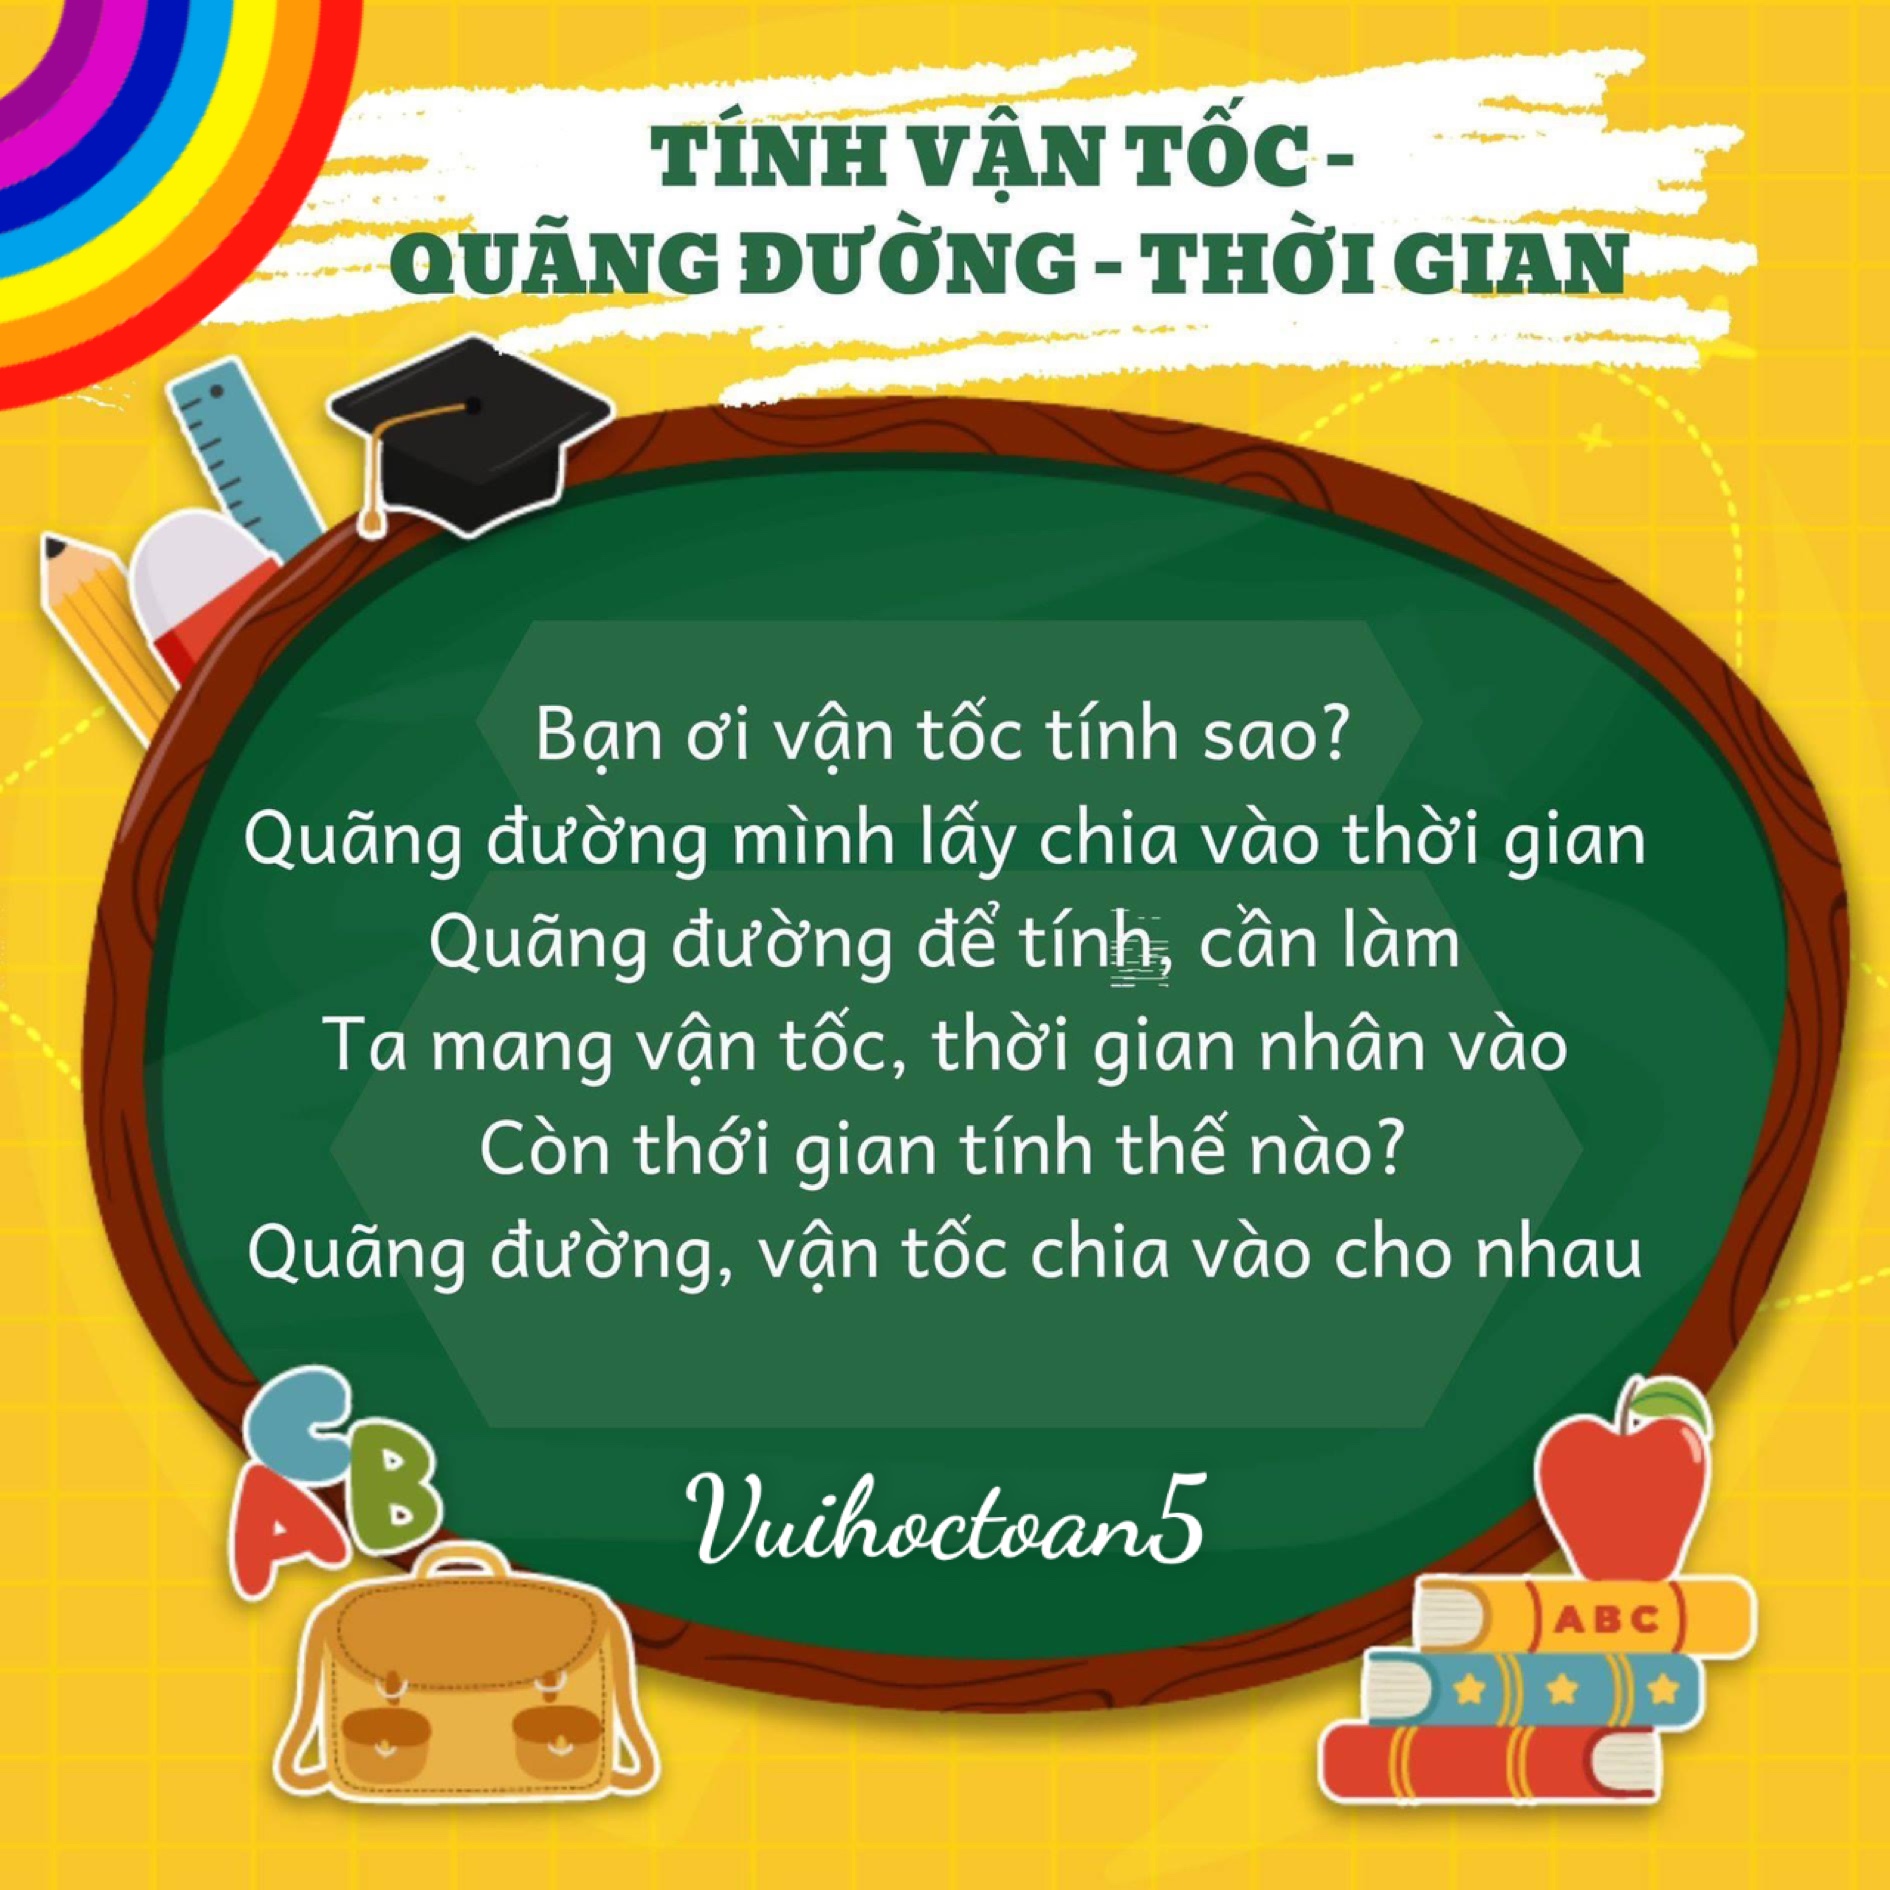 TÍNH VẬN TỐC -
QUÃNG ĐƯỜNG - THỜI GIAN
Bạn ơi vận tốc tính sao?
Quãng đường mình lấy chia vào thời gian
Quãng đường để tính, cần làm
Ta mang vận tốc, thời gian nhân vào
Còn thới gian tính thế nào?
Quãng đường, vận tốc chia vào cho nhau
Vuihoctoan5
C
B
A
ABC